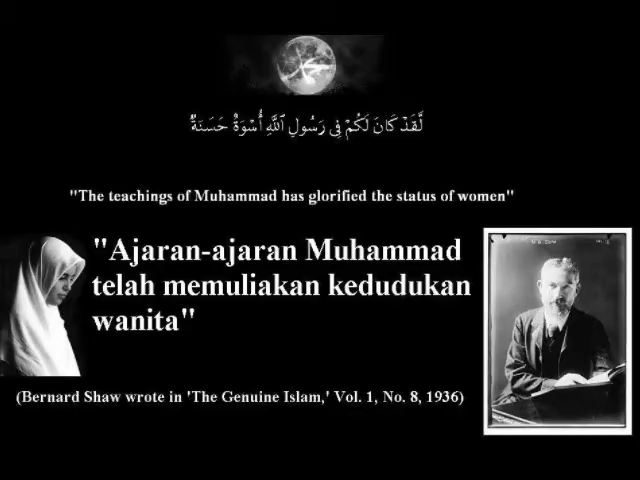 لَّقَدْ كَانَ لَكُمْ فِى رَسُولِ ٱللَّهِ أُسْوَةٌ حَسَنَةٌ
"The teachings of Muhammad has glorified the status of women"
"Ajaran-ajaran Muhammad
telah memuliakan kedudukan
wanita"
(Bernard Shaw wrote in 'The Genuine Islam,' Vol. 1, No. 8, 1936)